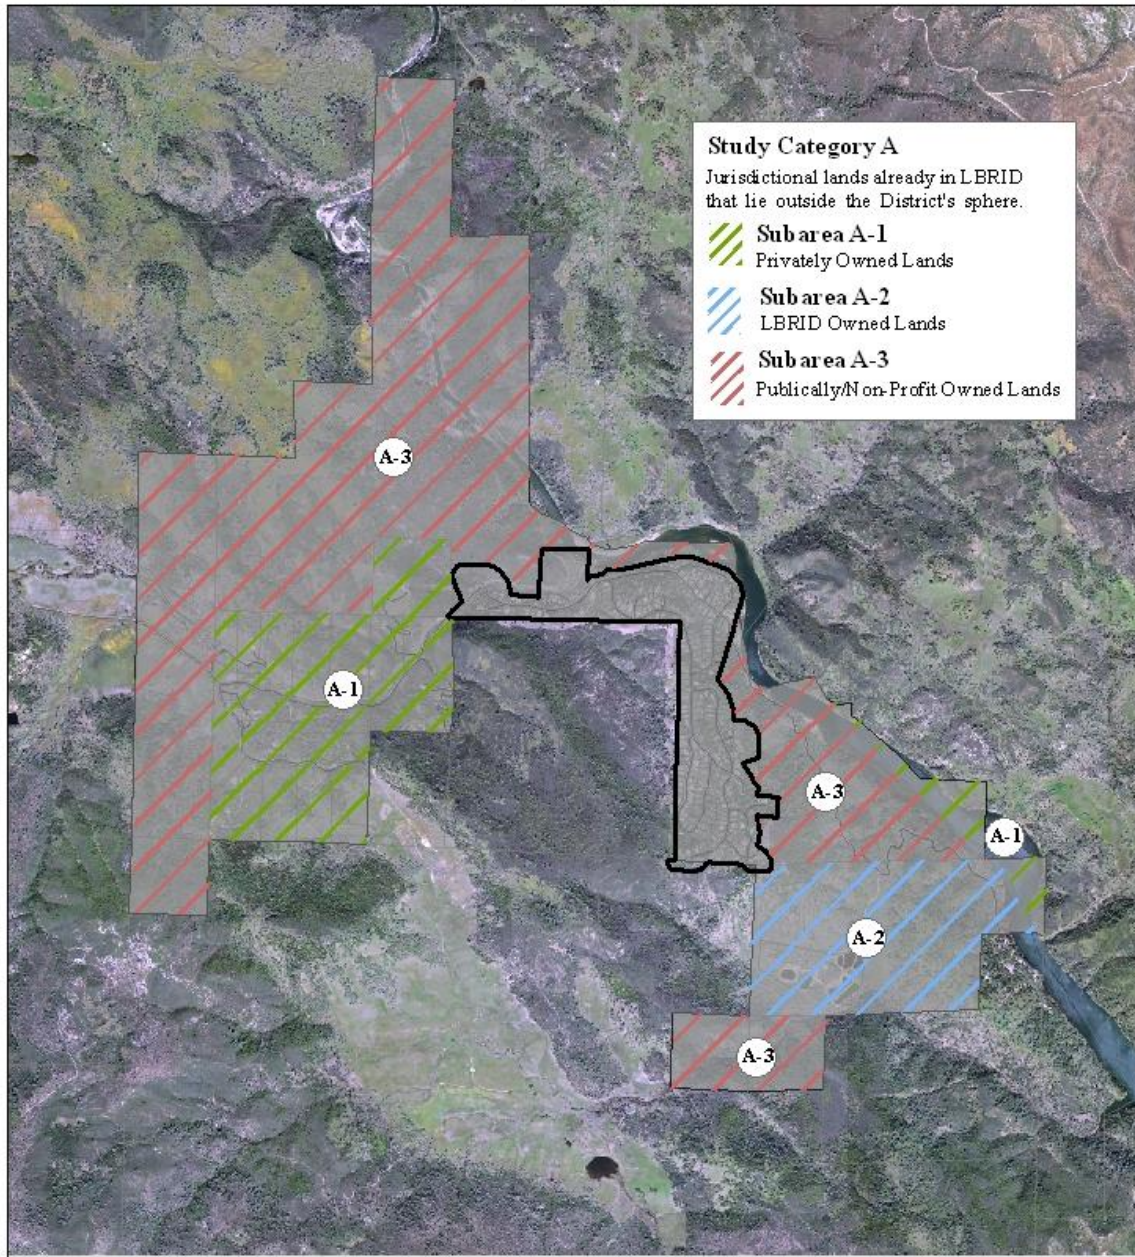 Study Category A
Jurisdictional lands already in LBRID
that lie outside the District's sphere.
Subarea A-1
Privately Owned Lands
Subarea A-2
LBRID Owned Lands
Subarea A-3
Publically/Non-Profit Owned Lands
A-3
A-1
A-3
A-1
A-2
A-3